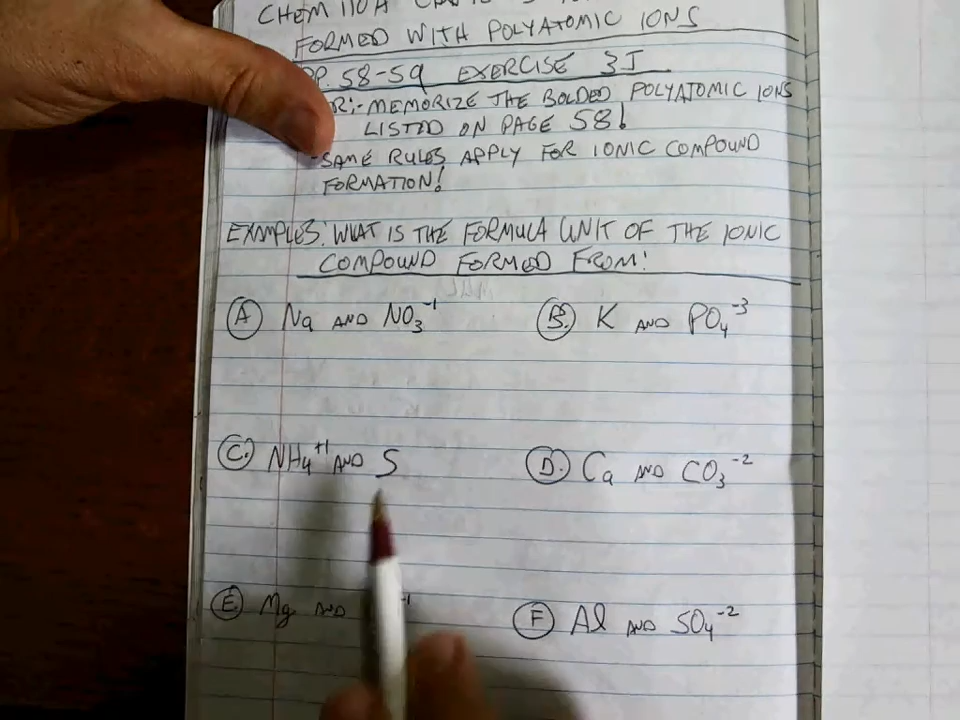 CHEM 110A
FORMED WITH POLYATOMIC IONS
PP. 58-59 EXERCISE 3J
R:- MEMORIZE THE BOLDED POLYATOMIC IONS
LISTED ON PAGE 58!
-SAME RULES APPLY FOR IONIC COMPOUND
FORMATION!
EXAMPLES: WHAT IS THE FORMULA UNIT OF THE IONIC
COMPOUND FORMED FROM:
A Na AND NO₃⁻¹ B. K AND PO₄⁻³
C. NH₄⁺¹ AND S D. Ca AND CO₃⁻²
E. Mg AND ⁻¹ F Al AND SO₄⁻²